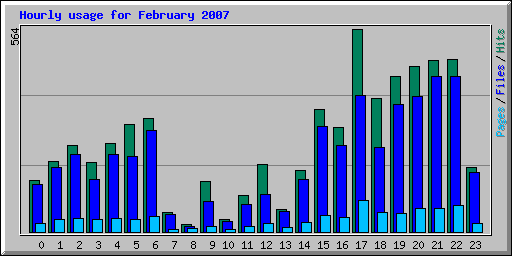 Hourly usage for February 2007
564
Pages / Files / Hits
0 1 2 3 4 5 6 7 8 9 10 11 12 13 14 15 16 17 18 19 20 21 22 23